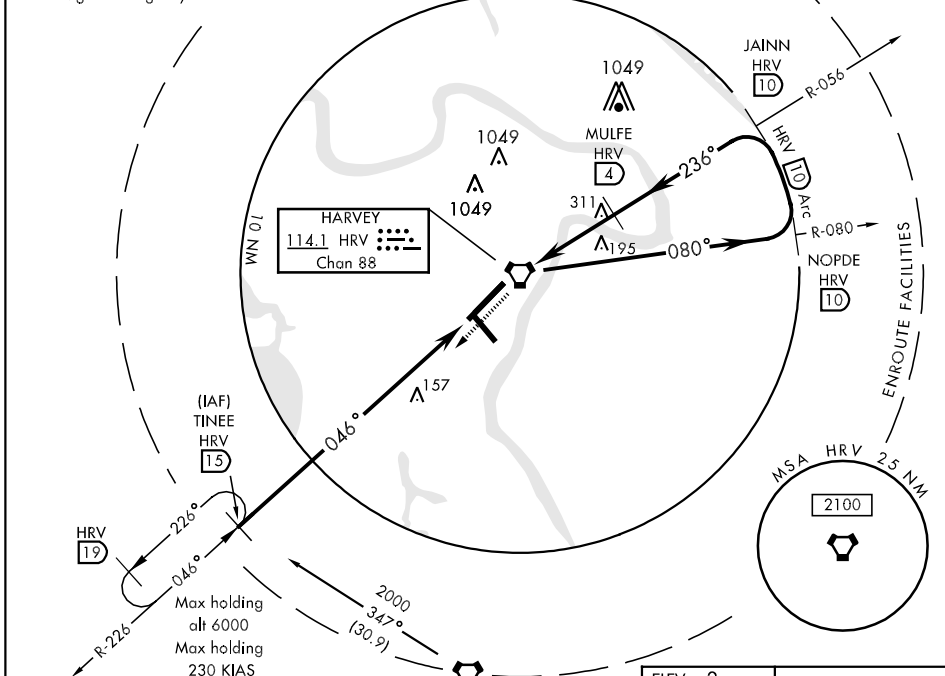 JAINN
HRV
10
R-056
1049
MULFE
HRV
4
236°
HRV 10 Arc
1049
1049
311
195
080°
R-080
NOPDE
HRV
10
10 NM
HARVEY
114.1 HRV
Chan 88
ENROUTE FACILITIES
157
(IAF)
TINEE
HRV
15
046°
226°
HRV
19
046°
R-226
Max holding
alt 6000
Max holding
230 KIAS
2000
347°
(30.9)
MSA HRV 25 NM
2100
ELEV